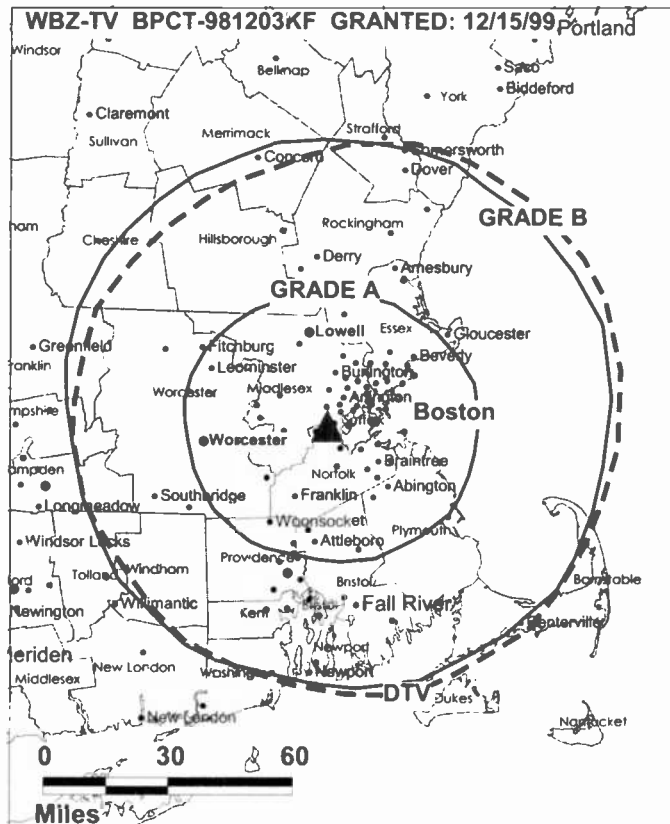 WBZ-TV BPCT-981203KF GRANTED: 12/15/99
Portland
Windsor
Belknap
Saco
Biddeford
York
Claremont
Sullivan
Merrimack
Strafford
Somersworth
Concord
Dover
GRADE B
Rockingham
Hillsborough
Cheshire
Derry
Amesbury
GRADE A
Lowell
Essex
Gloucester
Greenfield
Franklin
Fitchburg
Leominster
Beverly
Burlington
Worcester
Middlesex
Arlington
Boston
Worcester
Norfolk
Braintree
Abington
Southbridge
Franklin
Longmeadow
Woonsocket
Plymouth
Windsor Locks
Attleboro
Providence
Tolland
Windham
Bristol
Barnstable
Newington
Willimantic
Kent
Bristol
Fall River
Centerville
Newport
New London
Washing
Newport
Middlesex
DTV
Dukes
Nantucket
New London
0 30 60
Miles